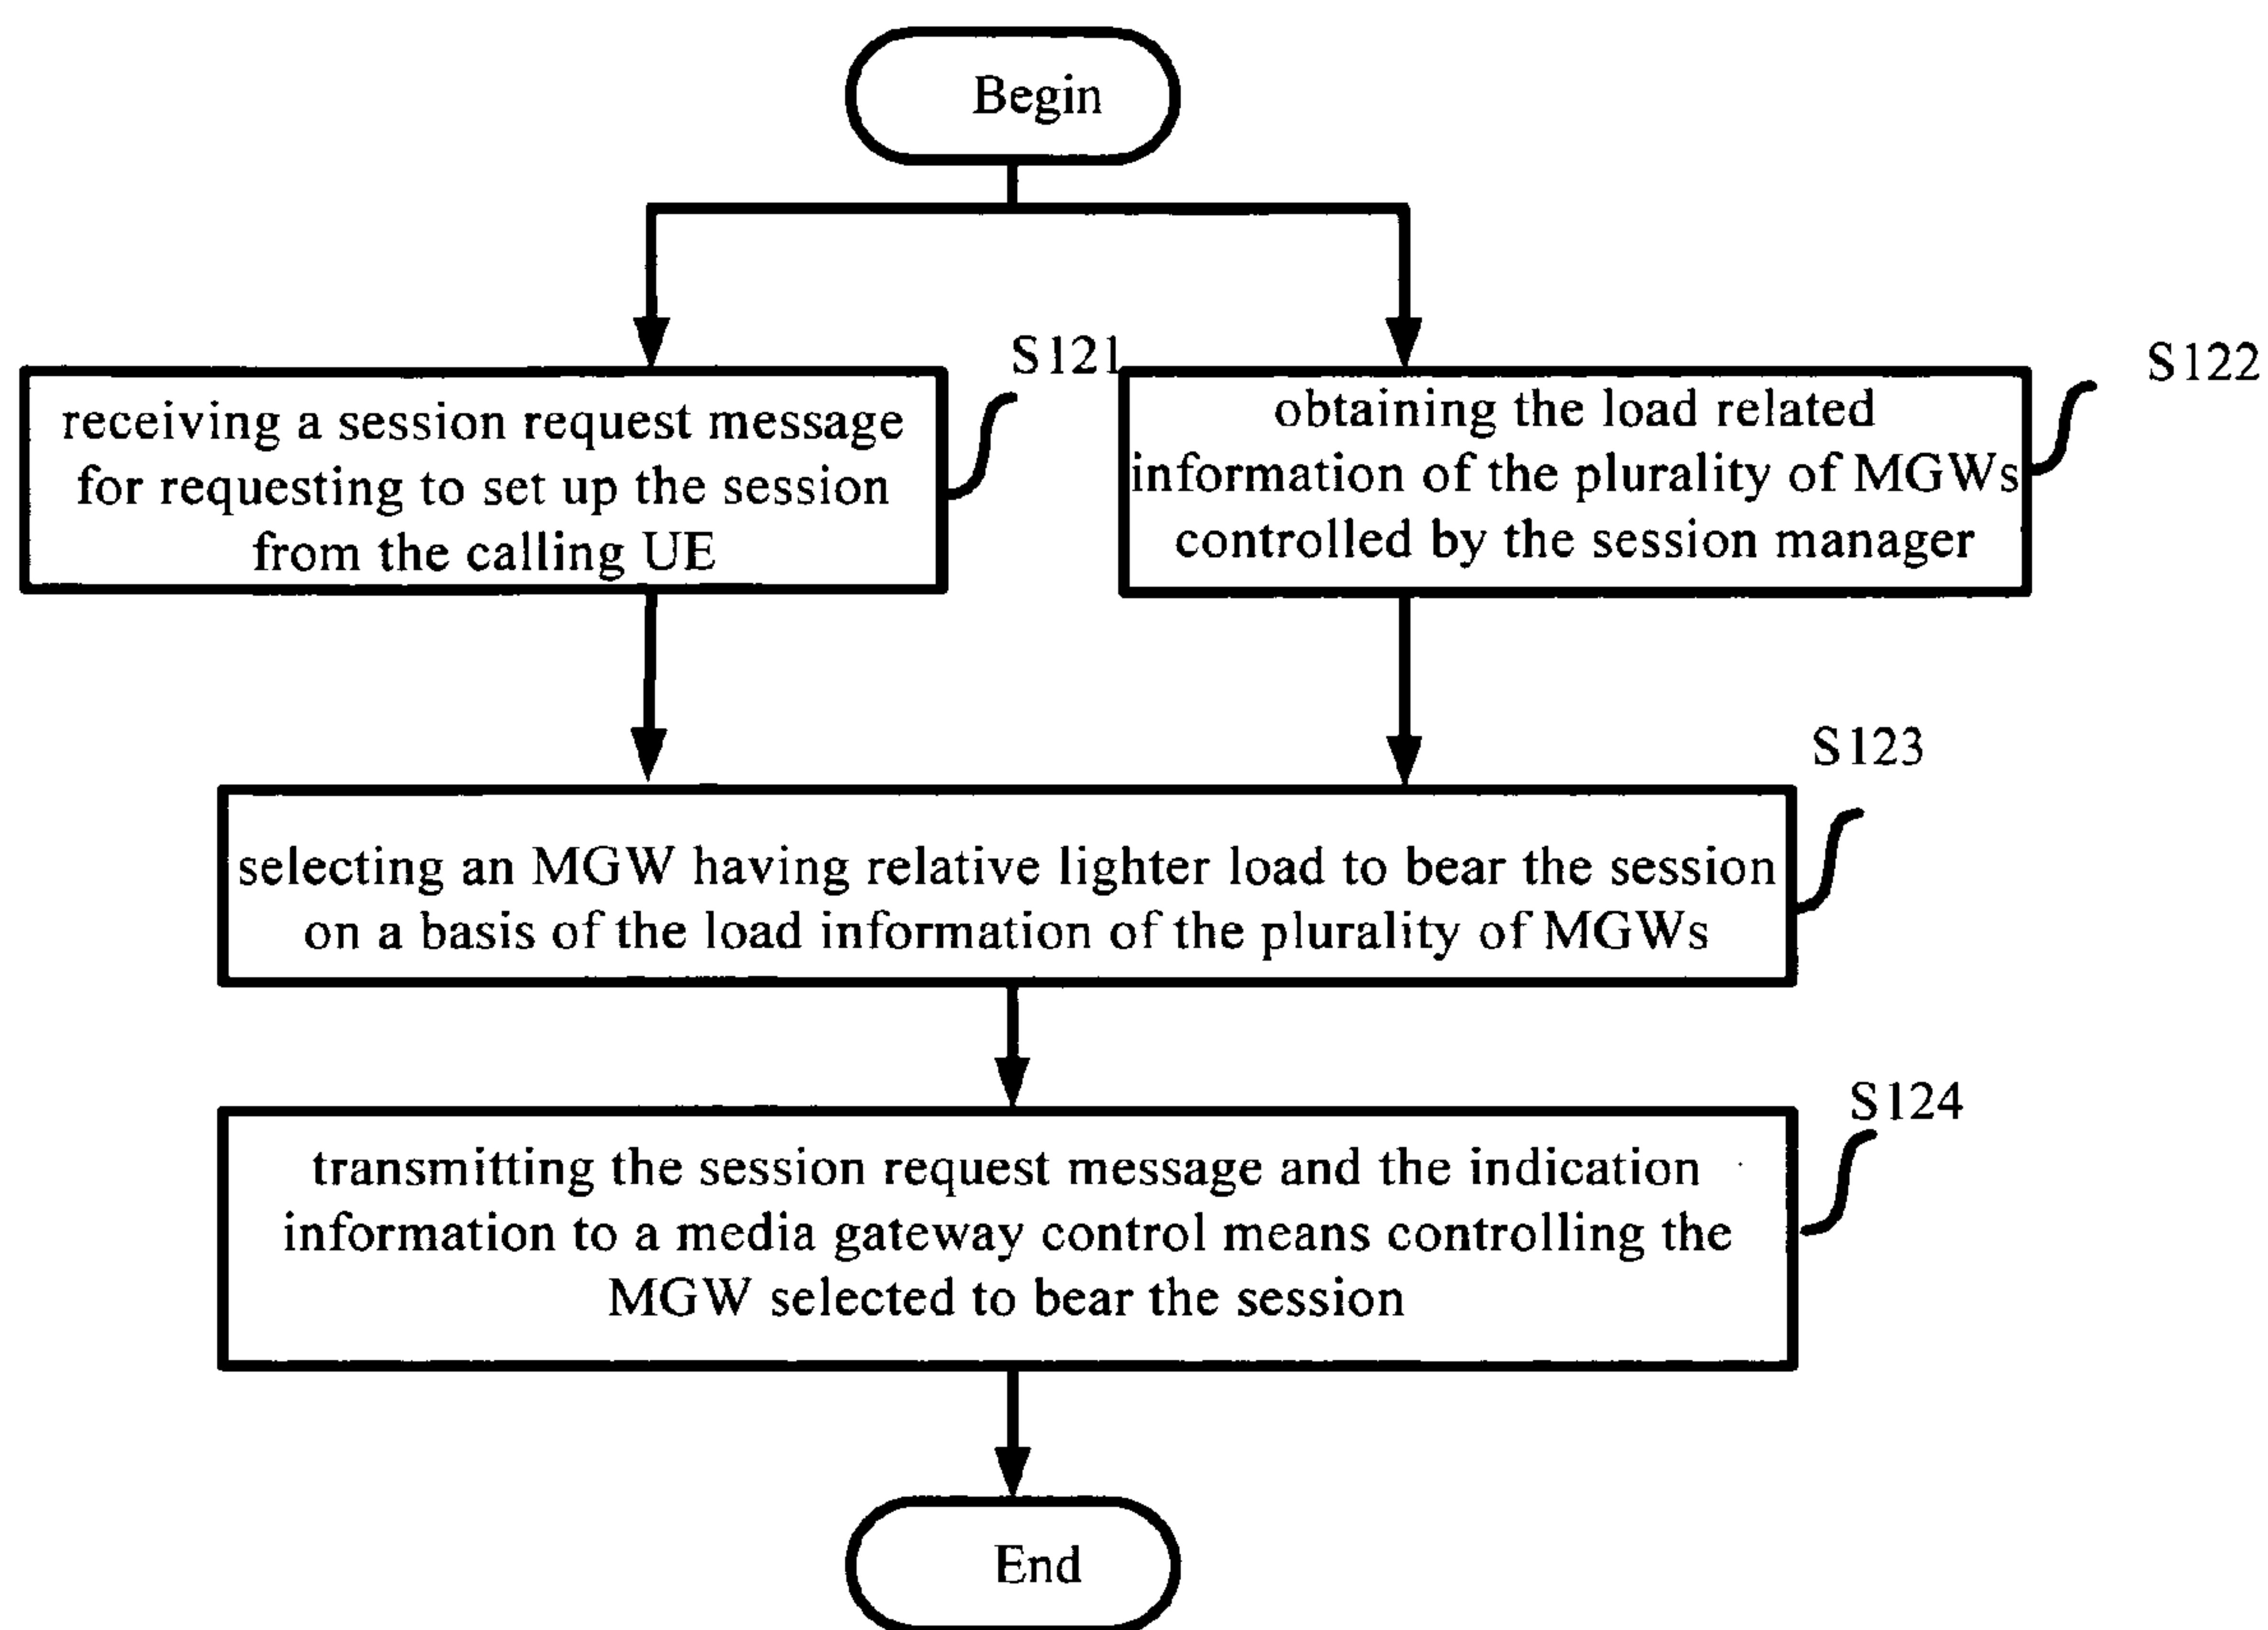 Begin
S121
receiving a session request message
for requesting to set up the session
from the calling UE
S122
obtaining the load related
information of the plurality of MGWs
controlled by the session manager
S123
selecting an MGW having relative lighter load to bear the session
on a basis of the load information of the plurality of MGWs
S124
transmitting the session request message and the indication
information to a media gateway control means controlling the
MGW selected to bear the session
End